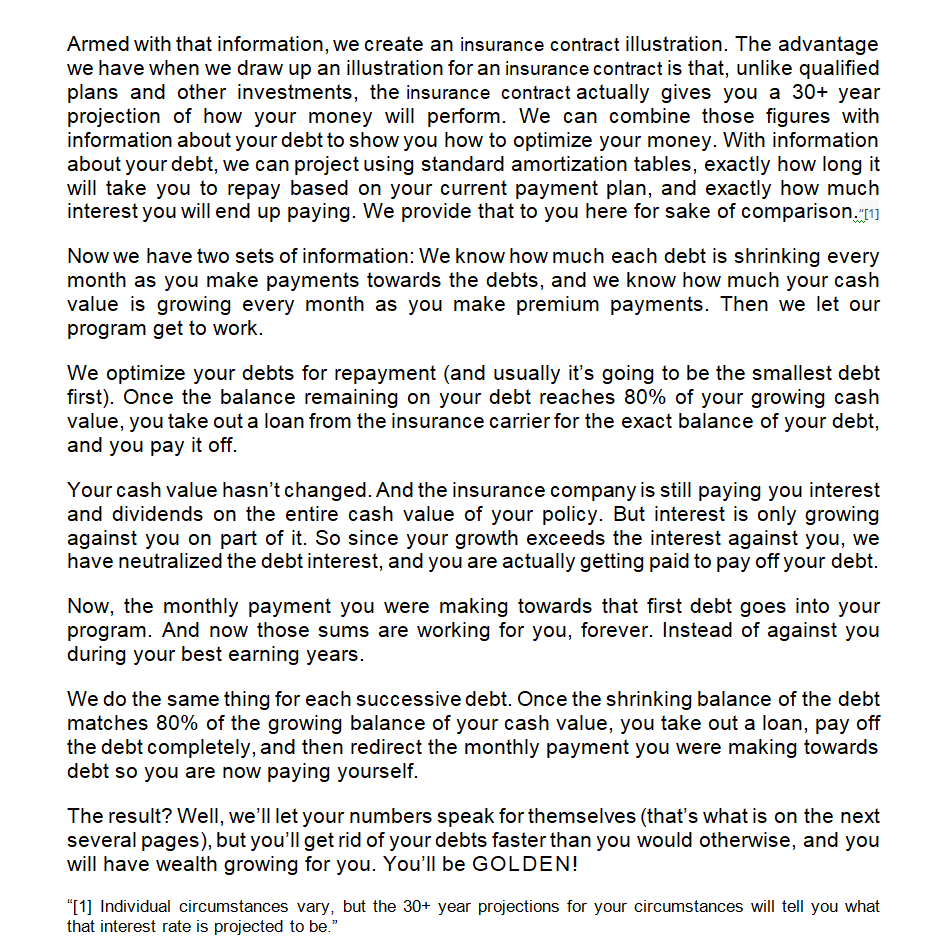 Armed with that information, we create an insurance contract illustration. The advantage
we have when we draw up an illustration for an insurance contract is that, unlike qualified
plans and other investments, the insurance contract actually gives you a 30+ year
projection of how your money will perform. We can combine those figures with
information about your debt to show you how to optimize your money. With information
about your debt, we can project using standard amortization tables, exactly how long it
will take you to repay based on your current payment plan, and exactly how much
interest you will end up paying. We provide that to you here for sake of comparison.“[1]
Now we have two sets of information: We know how much each debt is shrinking every
month as you make payments towards the debts, and we know how much your cash
value is growing every month as you make premium payments. Then we let our
program get to work.
We optimize your debts for repayment (and usually it’s going to be the smallest debt
first). Once the balance remaining on your debt reaches 80% of your growing cash
value, you take out a loan from the insurance carrier for the exact balance of your debt,
and you pay it off.
Your cash value hasn’t changed. And the insurance company is still paying you interest
and dividends on the entire cash value of your policy. But interest is only growing
against you on part of it. So since your growth exceeds the interest against you, we
have neutralized the debt interest, and you are actually getting paid to pay off your debt.
Now, the monthly payment you were making towards that first debt goes into your
program. And now those sums are working for you, forever. Instead of against you
during your best earning years.
We do the same thing for each successive debt. Once the shrinking balance of the debt
matches 80% of the growing balance of your cash value, you take out a loan, pay off
the debt completely, and then redirect the monthly payment you were making towards
debt so you are now paying yourself.
The result? Well, we’ll let your numbers speak for themselves (that’s what is on the next
several pages), but you’ll get rid of your debts faster than you would otherwise, and you
will have wealth growing for you. You’ll be GOLDEN!
“[1] Individual circumstances vary, but the 30+ year projections for your circumstances will tell you what
that interest rate is projected to be.”